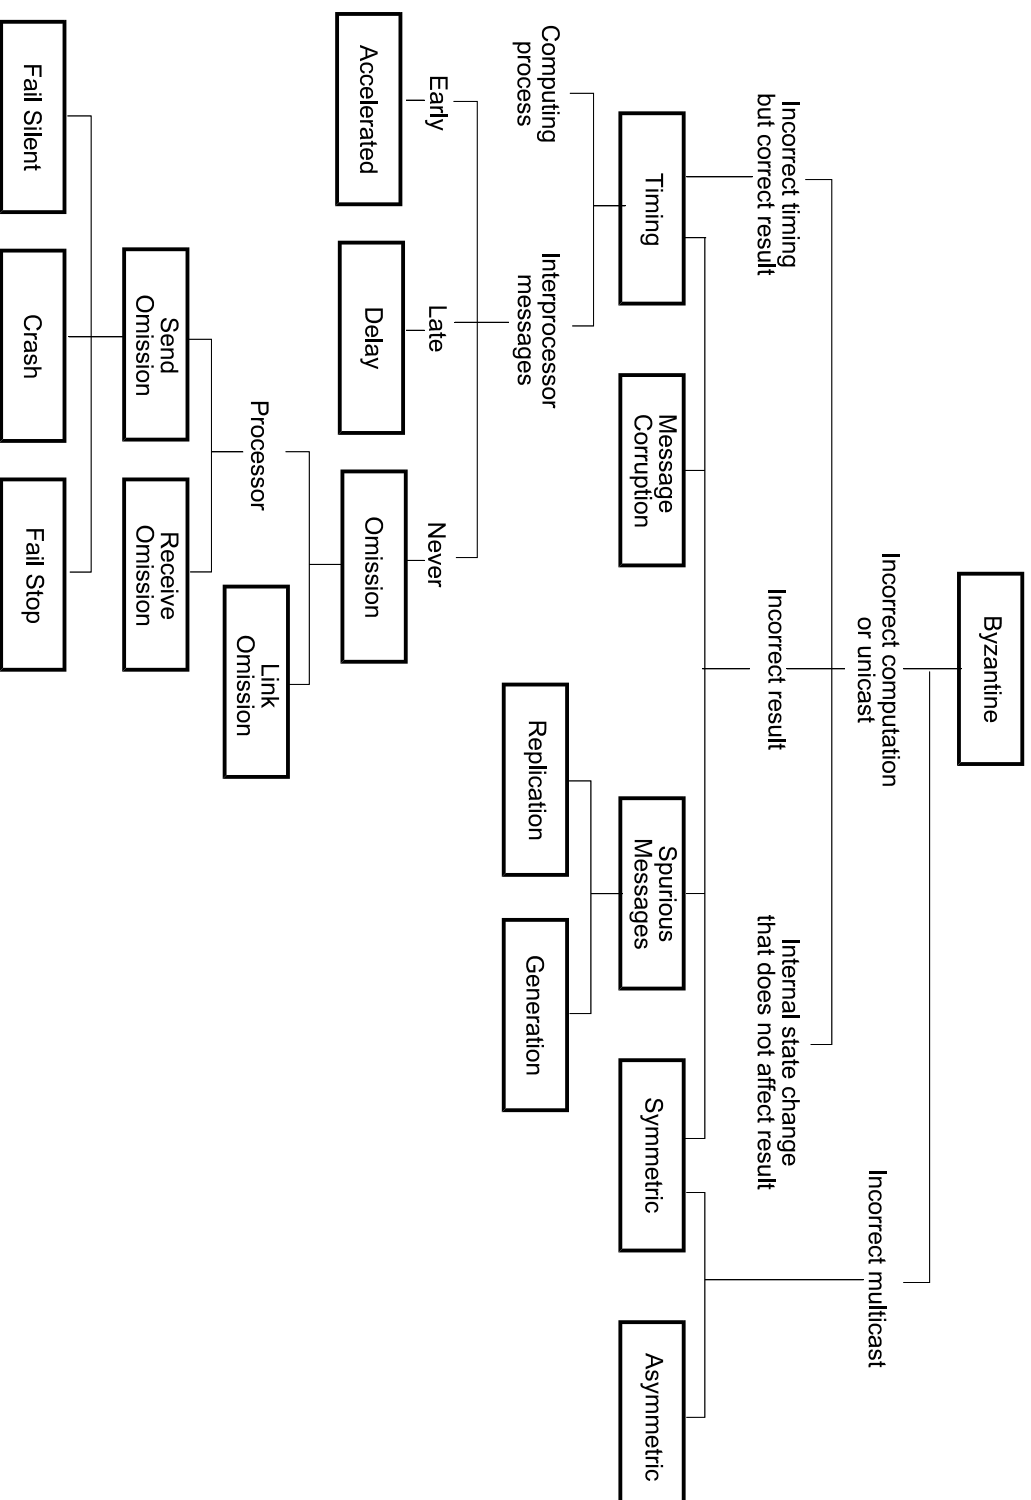 Byzantine
Incorrect computation
or unicast
Incorrect multicast
Incorrect timing
but correct result
Incorrect result
Internal state change
that does not affect result
Timing
Message
Corruption
Spurious
Messages
Symmetric
Asymmetric
Computing
process
Interprocessor
messages
Replication
Generation
Early
Late
Never
Accelerated
Delay
Omission
Processor
Link
Omission
Send
Omission
Receive
Omission
Fail Silent
Crash
Fail Stop